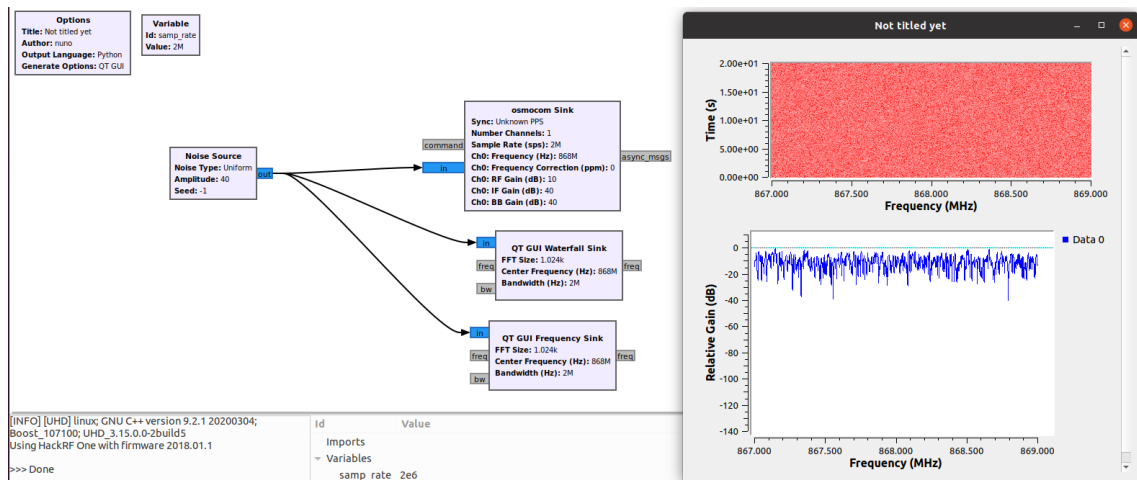 Options
Title: Not titled yet
Author: nuno
Output Language: Python
Generate Options: QT GUI
Variable
Id: samp_rate
Value: 2M
Noise Source
Noise Type: Uniform
Amplitude: 40
Seed: -1
out
osmocom Sink
Sync: Unknown PPS
Number Channels: 1
Sample Rate (sps): 2M
Ch0: Frequency (Hz): 868M
Ch0: Frequency Correction (ppm): 0
Ch0: RF Gain (dB): 10
Ch0: IF Gain (dB): 40
Ch0: BB Gain (dB): 40
command
in
async_msgs
QT GUI Waterfall Sink
FFT Size: 1.024k
Center Frequency (Hz): 868M
Bandwidth (Hz): 2M
in
freq
bw
freq
QT GUI Frequency Sink
FFT Size: 1.024k
Center Frequency (Hz): 868M
Bandwidth (Hz): 2M
in
freq
bw
freq
[INFO] [UHD] linux; GNU C++ version 9.2.1 20200304;
Boost_107100; UHD_3.15.0.0-2build5
Using HackRF One with firmware 2018.01.1
>>> Done
Id Value
Imports
Variables
samp_rate 2e6
Not titled yet
Time (s)
2.00e+01
1.50e+01
1.00e+01
5.00e+00
0.00e+00
867.000 867.500 868.000 868.500 869.000
Frequency (MHz)
Data 0
Relative Gain (dB)
0
-20
-40
-60
-80
-100
-120
-140
867.000 867.500 868.000 868.500 869.000
Frequency (MHz)